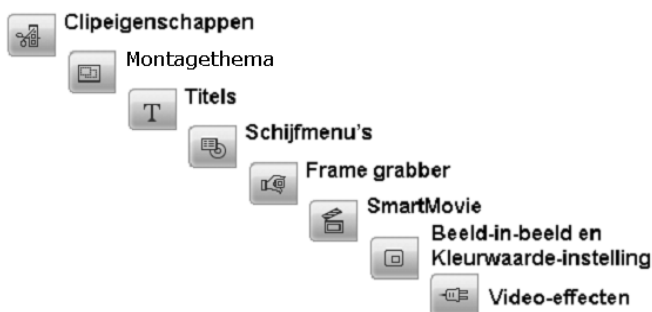 Clipeigenschappen
Montagethema
T Titels
Schijfmenu's
Frame grabber
SmartMovie
Beeld-in-beeld en
Kleurwaarde-instelling
Video-effecten